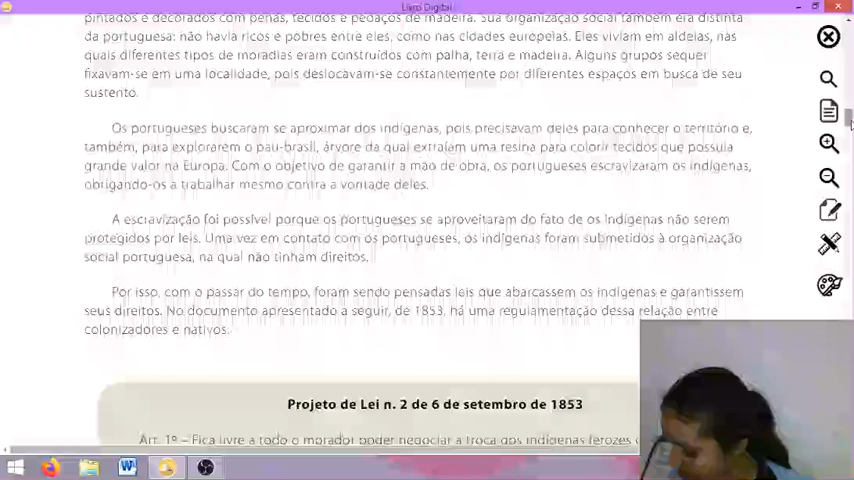 Livro Digital
pintados e decorados com penas, tecidos e pedaços de madeira. Sua organização social também era distinta
da portuguesa: não havia ricos e pobres entre eles, como nas cidades europeias. Eles viviam em aldeias, nas
quais diferentes tipos de moradias eram construídos com palha, terra e madeira. Alguns grupos sequer
fixavam-se em uma localidade, pois deslocavam-se constantemente por diferentes espaços em busca de seu
sustento.
Os portugueses buscaram se aproximar dos indígenas, pois precisavam deles para conhecer o território e,
também, para explorarem o pau-brasil, árvore da qual extraíam uma resina para colorir tecidos que possuía
grande valor na Europa. Com o objetivo de garantir a mão de obra, os portugueses escravizaram os indígenas,
obrigando-os a trabalhar mesmo contra a vontade deles.
A escravização foi possível porque os portugueses se aproveitaram do fato de os indígenas não serem
protegidos por leis. Uma vez em contato com os portugueses, os indígenas foram submetidos à organização
social portuguesa, na qual não tinham direitos.
Por isso, com o passar do tempo, foram sendo pensadas leis que abarcassem os indígenas e garantissem
seus direitos. No documento apresentado a seguir, de 1853, há uma regulamentação dessa relação entre
colonizadores e nativos.
Projeto de Lei n. 2 de 6 de setembro de 1853
Art. 1º – Fica livre a todo o morador poder negociar a troca dos indígenas ferozes